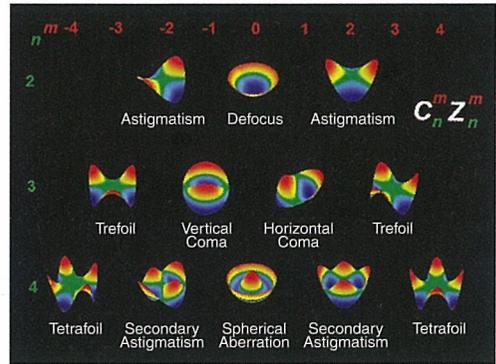 m -4 -3 -2 -1 0 1 2 3 4
n
2
Astigmatism Defocus Astigmatism
C m n Z m n
3
Trefoil Vertical Coma Horizontal Coma Trefoil
4
Tetrafoil Secondary Astigmatism Spherical Aberration Secondary Astigmatism Tetrafoil